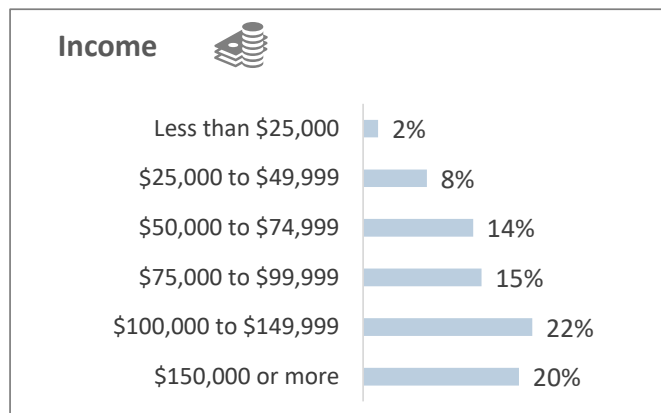 Income
Less than $25,000 2%
$25,000 to $49,999 8%
$50,000 to $74,999 14%
$75,000 to $99,999 15%
$100,000 to $149,999 22%
$150,000 or more 20%